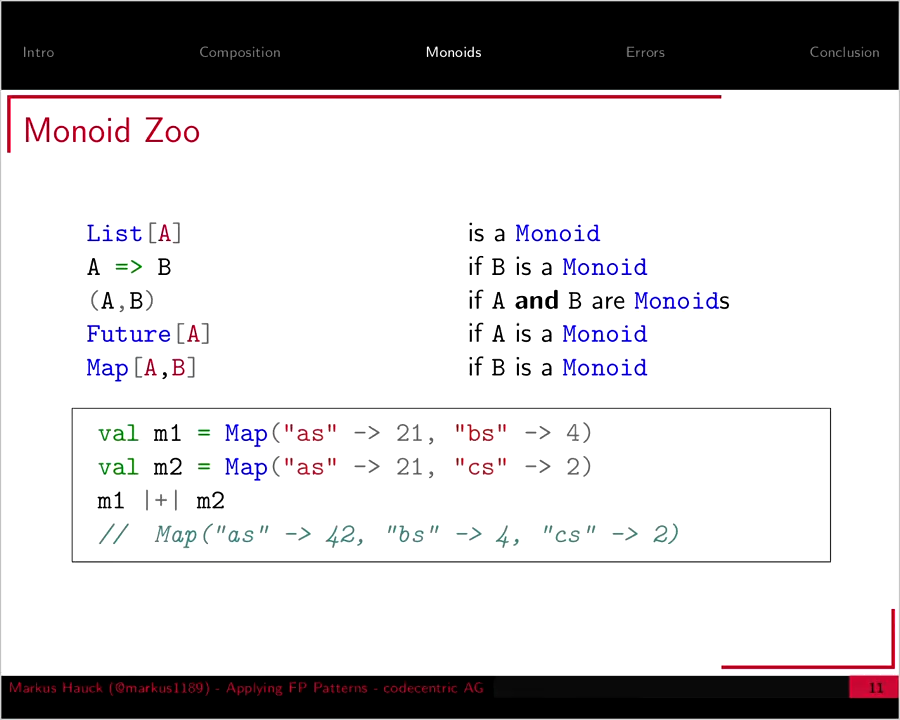 Intro Composition Monoids Errors Conclusion
Monoid Zoo
List[A] is a Monoid
A => B if B is a Monoid
(A,B) if A and B are Monoids
Future[A] if A is a Monoid
Map[A,B] if B is a Monoid
val m1 = Map("as" -> 21, "bs" -> 4)
val m2 = Map("as" -> 21, "cs" -> 2)
m1 |+| m2
// Map("as" -> 42, "bs" -> 4, "cs" -> 2)
Markus Hauck (@markus1189) - Applying FP Patterns - codecentric AG 11